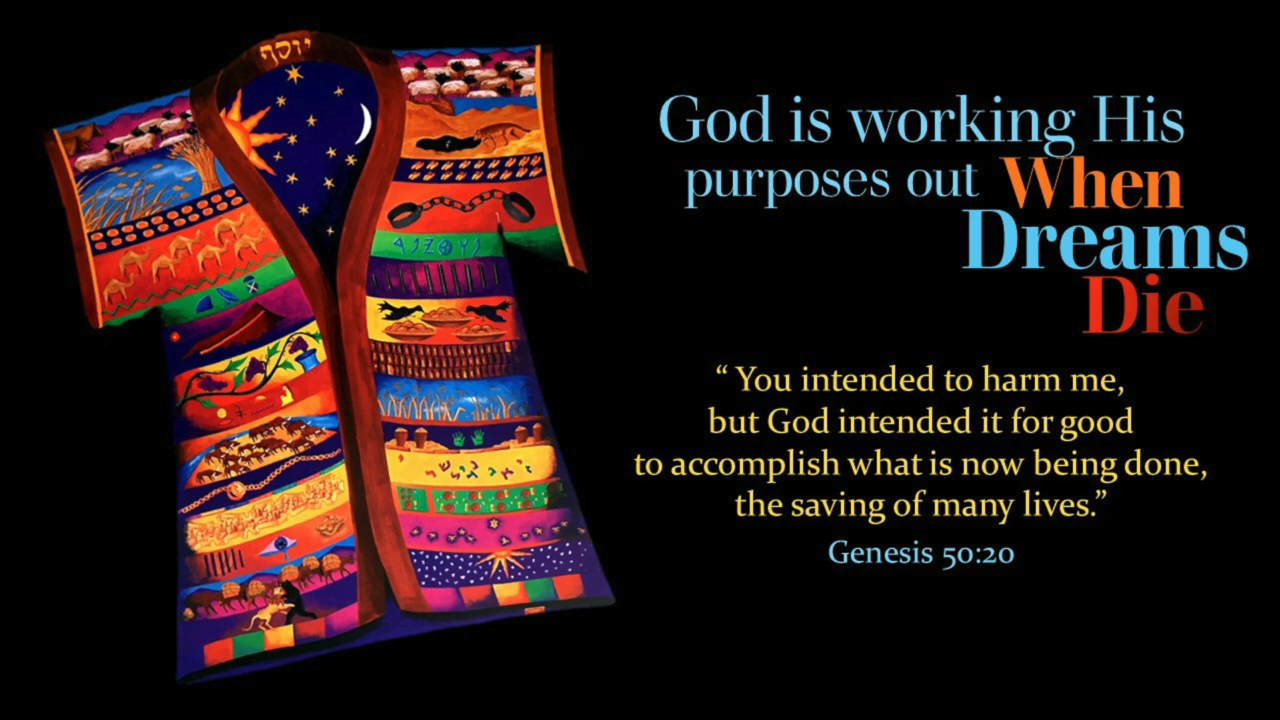 יוסף
God is working His
purposes out When
Dreams
Die
“ You intended to harm me,
but God intended it for good
to accomplish what is now being done,
the saving of many lives.”
Genesis 50:20